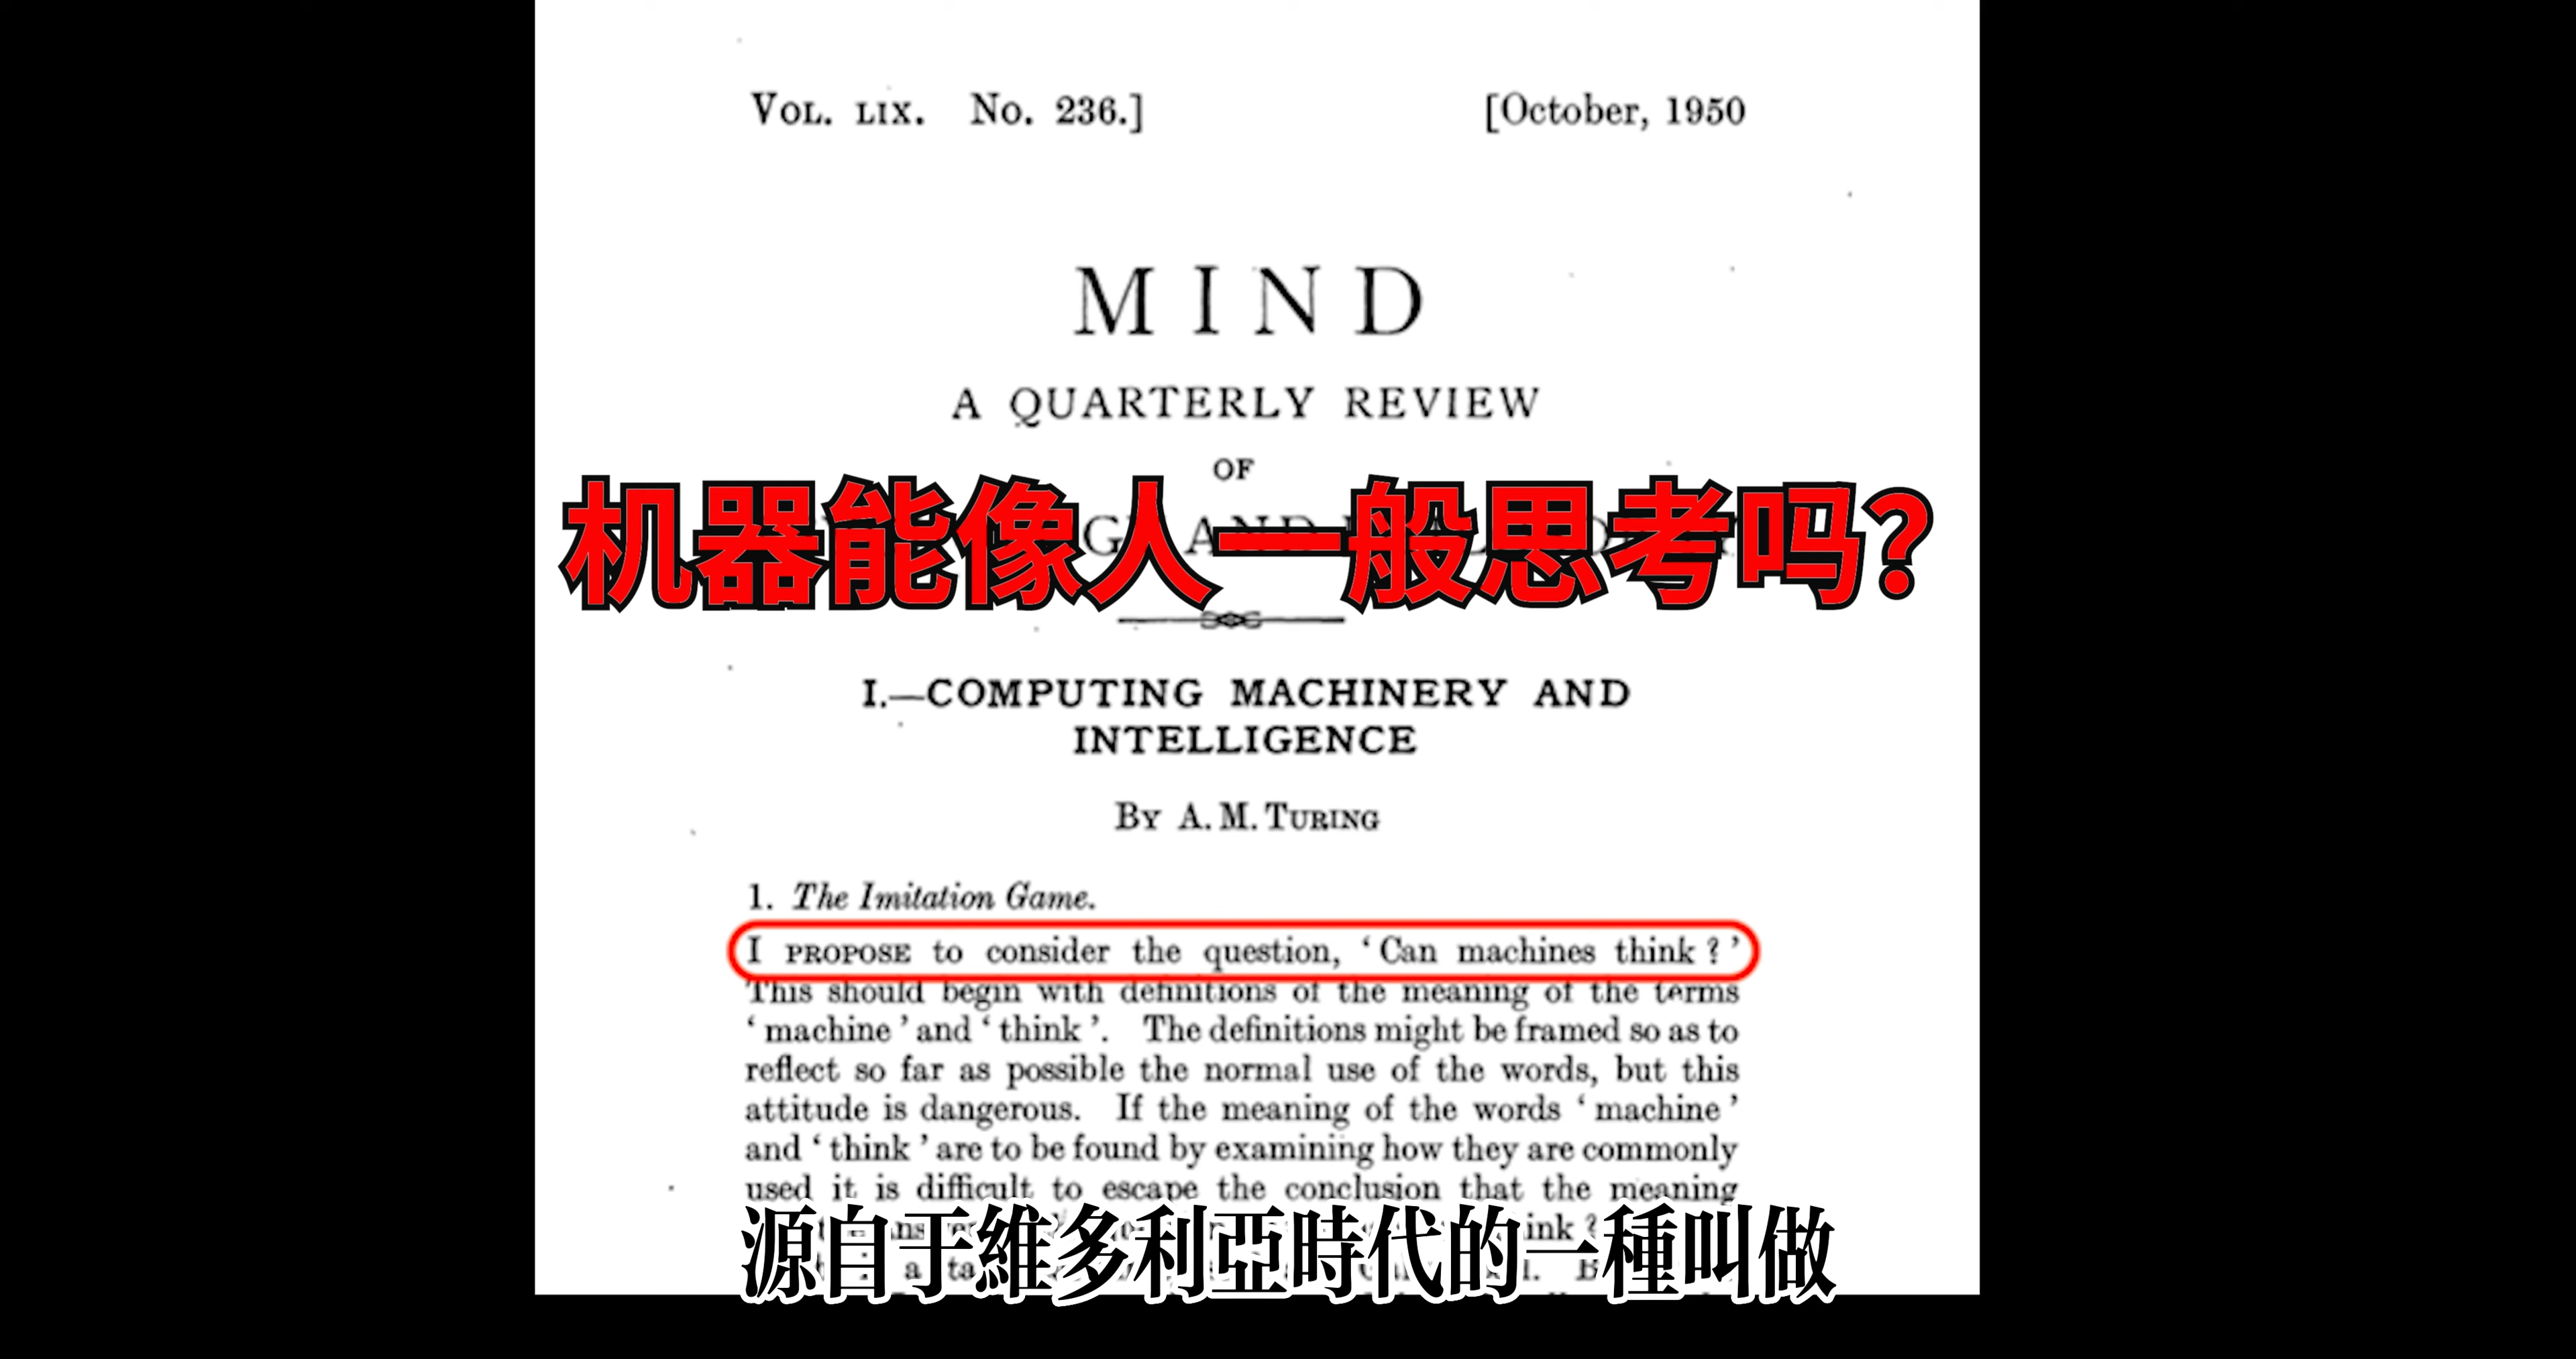 VOL. LIX. No. 236.] [October, 1950
MIND
A QUARTERLY REVIEW
OF
机器能像人一般思考吗?
I.—COMPUTING MACHINERY AND
INTELLIGENCE
BY A. M. TURING
1. The Imitation Game.
I PROPOSE to consider the question, ‘Can machines think?’
This should begin with definitions of the meaning of the terms
‘machine’ and ‘think’. The definitions might be framed so as to
reflect so far as possible the normal use of the words, but this
attitude is dangerous. If the meaning of the words ‘machine’
and ‘think’ are to be found by examining how they are commonly
used it is difficult to escape the conclusion that the meaning
源自于維多利亞時代的一種叫做